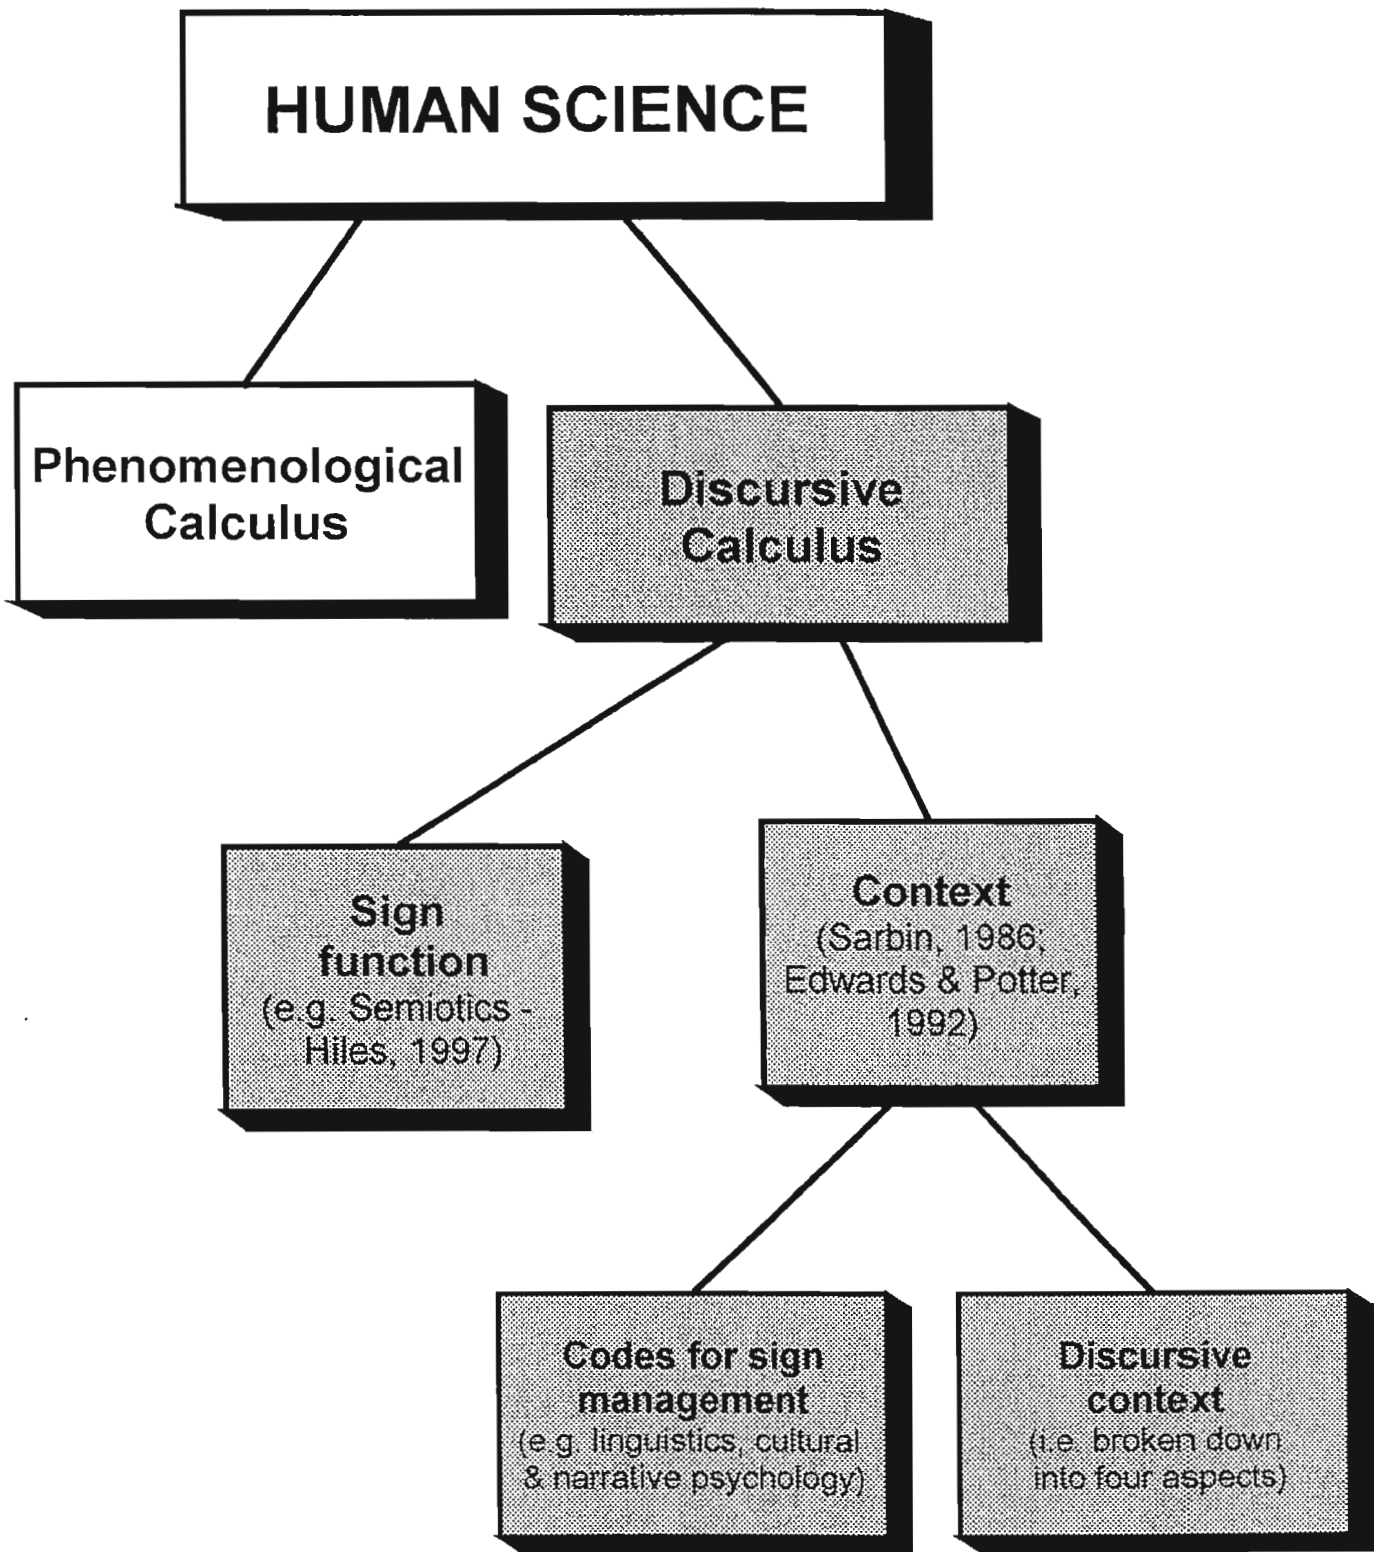 HUMAN SCIENCE
Phenomenological
Calculus
Discursive
Calculus
Sign
function
(e.g. Semiotics -
Hiles, 1997)
Context
(Sarbin, 1986;
Edwards & Potter,
1992)
Codes for sign
management
(e.g. linguistics, cultural
& narrative psychology)
Discursive
context
(i.e. broken down
into four aspects)